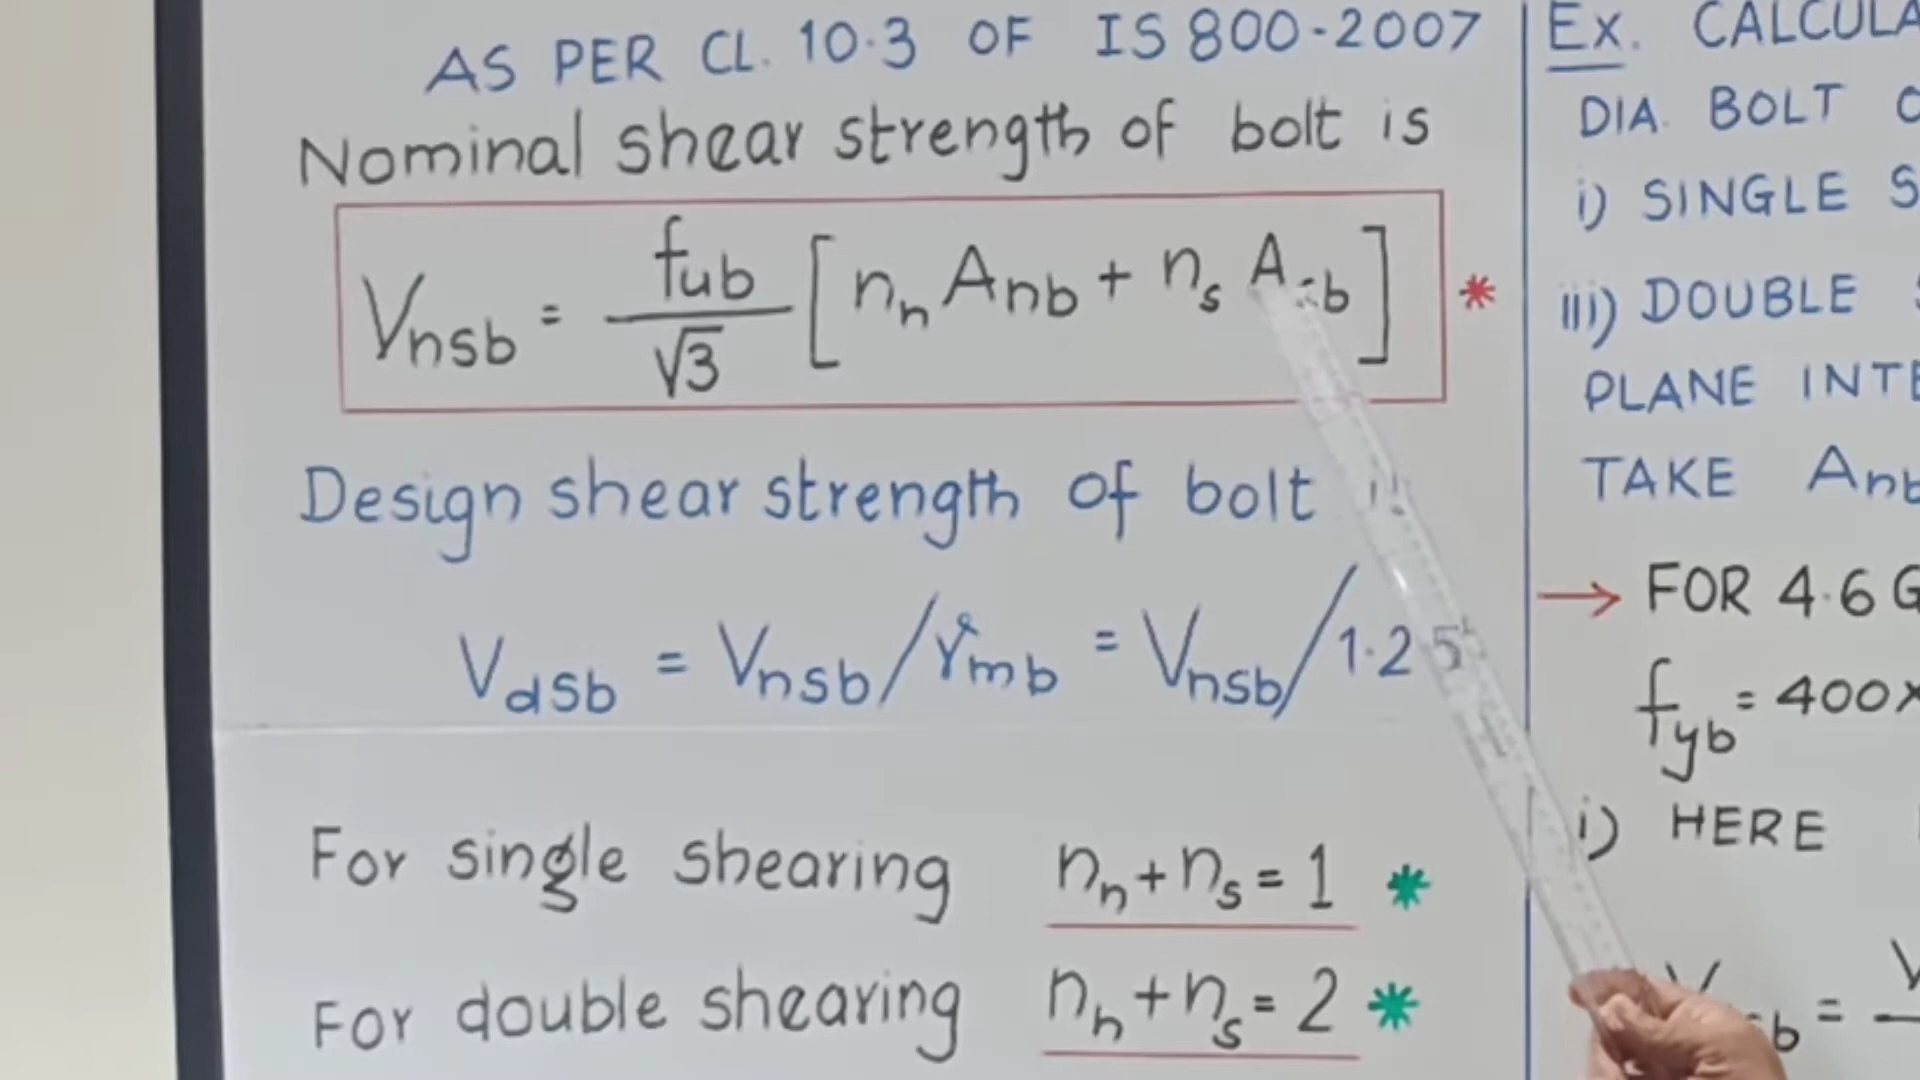 AS PER CL. 10.3 OF IS 800-2007
Nominal shear strength of bolt is
Vnsb = fub/√3 [nn Anb + ns A b] *
Design shear strength of bolt
Vdsb = Vnsb/γmb = Vnsb/1.25
For single shearing nn+ns = 1 *
For double shearing nn+ns = 2 *
Ex. CALCULA
DIA. BOLT
i) SINGLE S
iii) DOUBLE S
PLANE INTE
TAKE Anb
→ FOR 4.6 G
fyb = 400x
i) HERE
b =